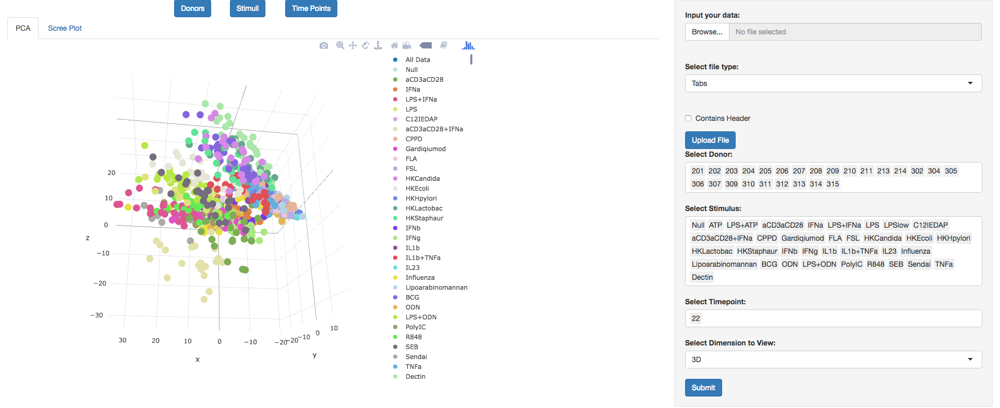 Donors Stimuli Time Points
PCA Scree Plot
z
All Data
Null
aCD3aCD28
IFNa
LPS+IFNa
LPS
C12IEDAP
aCD3aCD28+IFNa
CPPD
Gardiqiumod
FLA
FSL
HKCandida
HKEcoli
HKHpylori
HKLactobac
HKStaphaur
IFNb
IFNg
IL1b
IL1b+TNFa
IL23
Influenza
Lipoarabinomannan
BCG
ODN
LPS+ODN
PolyIC
R848
SEB
Sendai
TNFa
Dectin
20
10
0
z
−10
−20
−30
30 20 10 0 −10 −20
x
−20 −10 0 10
y
Input your data:
Browse... No file selected
Select file type:
Tabs
Contains Header
Upload File
Select Donor:
201 202 203 204 205 206 207 208 209 210 211 213 214 302 304 305
306 307 309 310 311 312 313 314 315
Select Stimulus:
Null ATP LPS+ATP aCD3aCD28 IFNa LPS+IFNa LPS LPSlow C12IEDAP
aCD3aCD28+IFNa CPPD Gardiqiumod FLA FSL HKCandida HKEcoli HKHpylori
HKLactobac HKStaphaur IFNb IFNg IL1b IL1b+TNFa IL23 Influenza
Lipoarabinomannan BCG ODN LPS+ODN PolyIC R848 SEB Sendai TNFa
Dectin
Select Timepoint:
22
Select Dimension to View:
3D
Submit